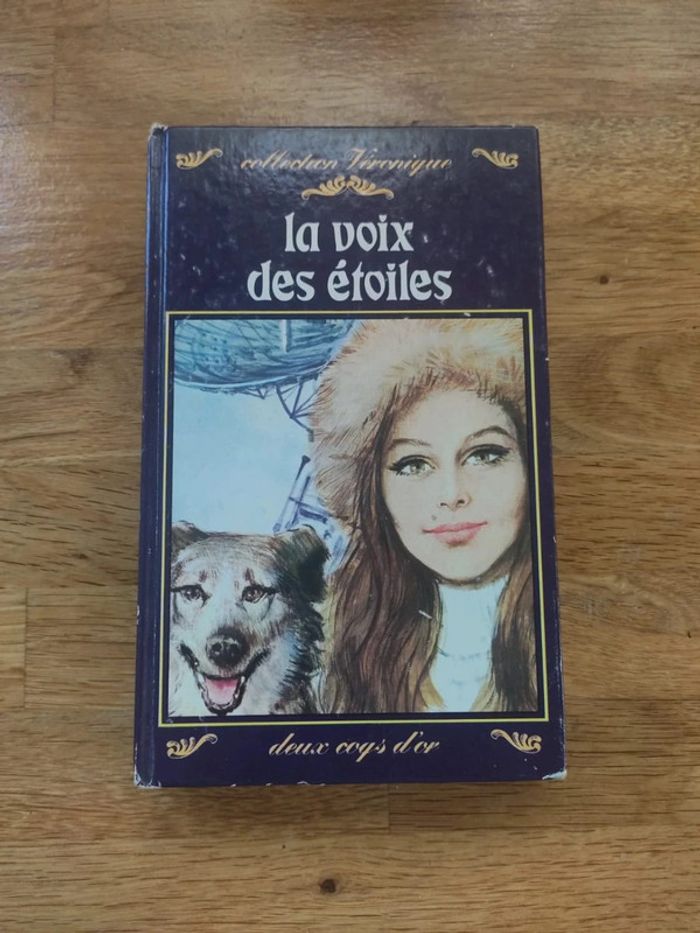 collection Véronique
la voix
des étoiles
deux coqs d'or